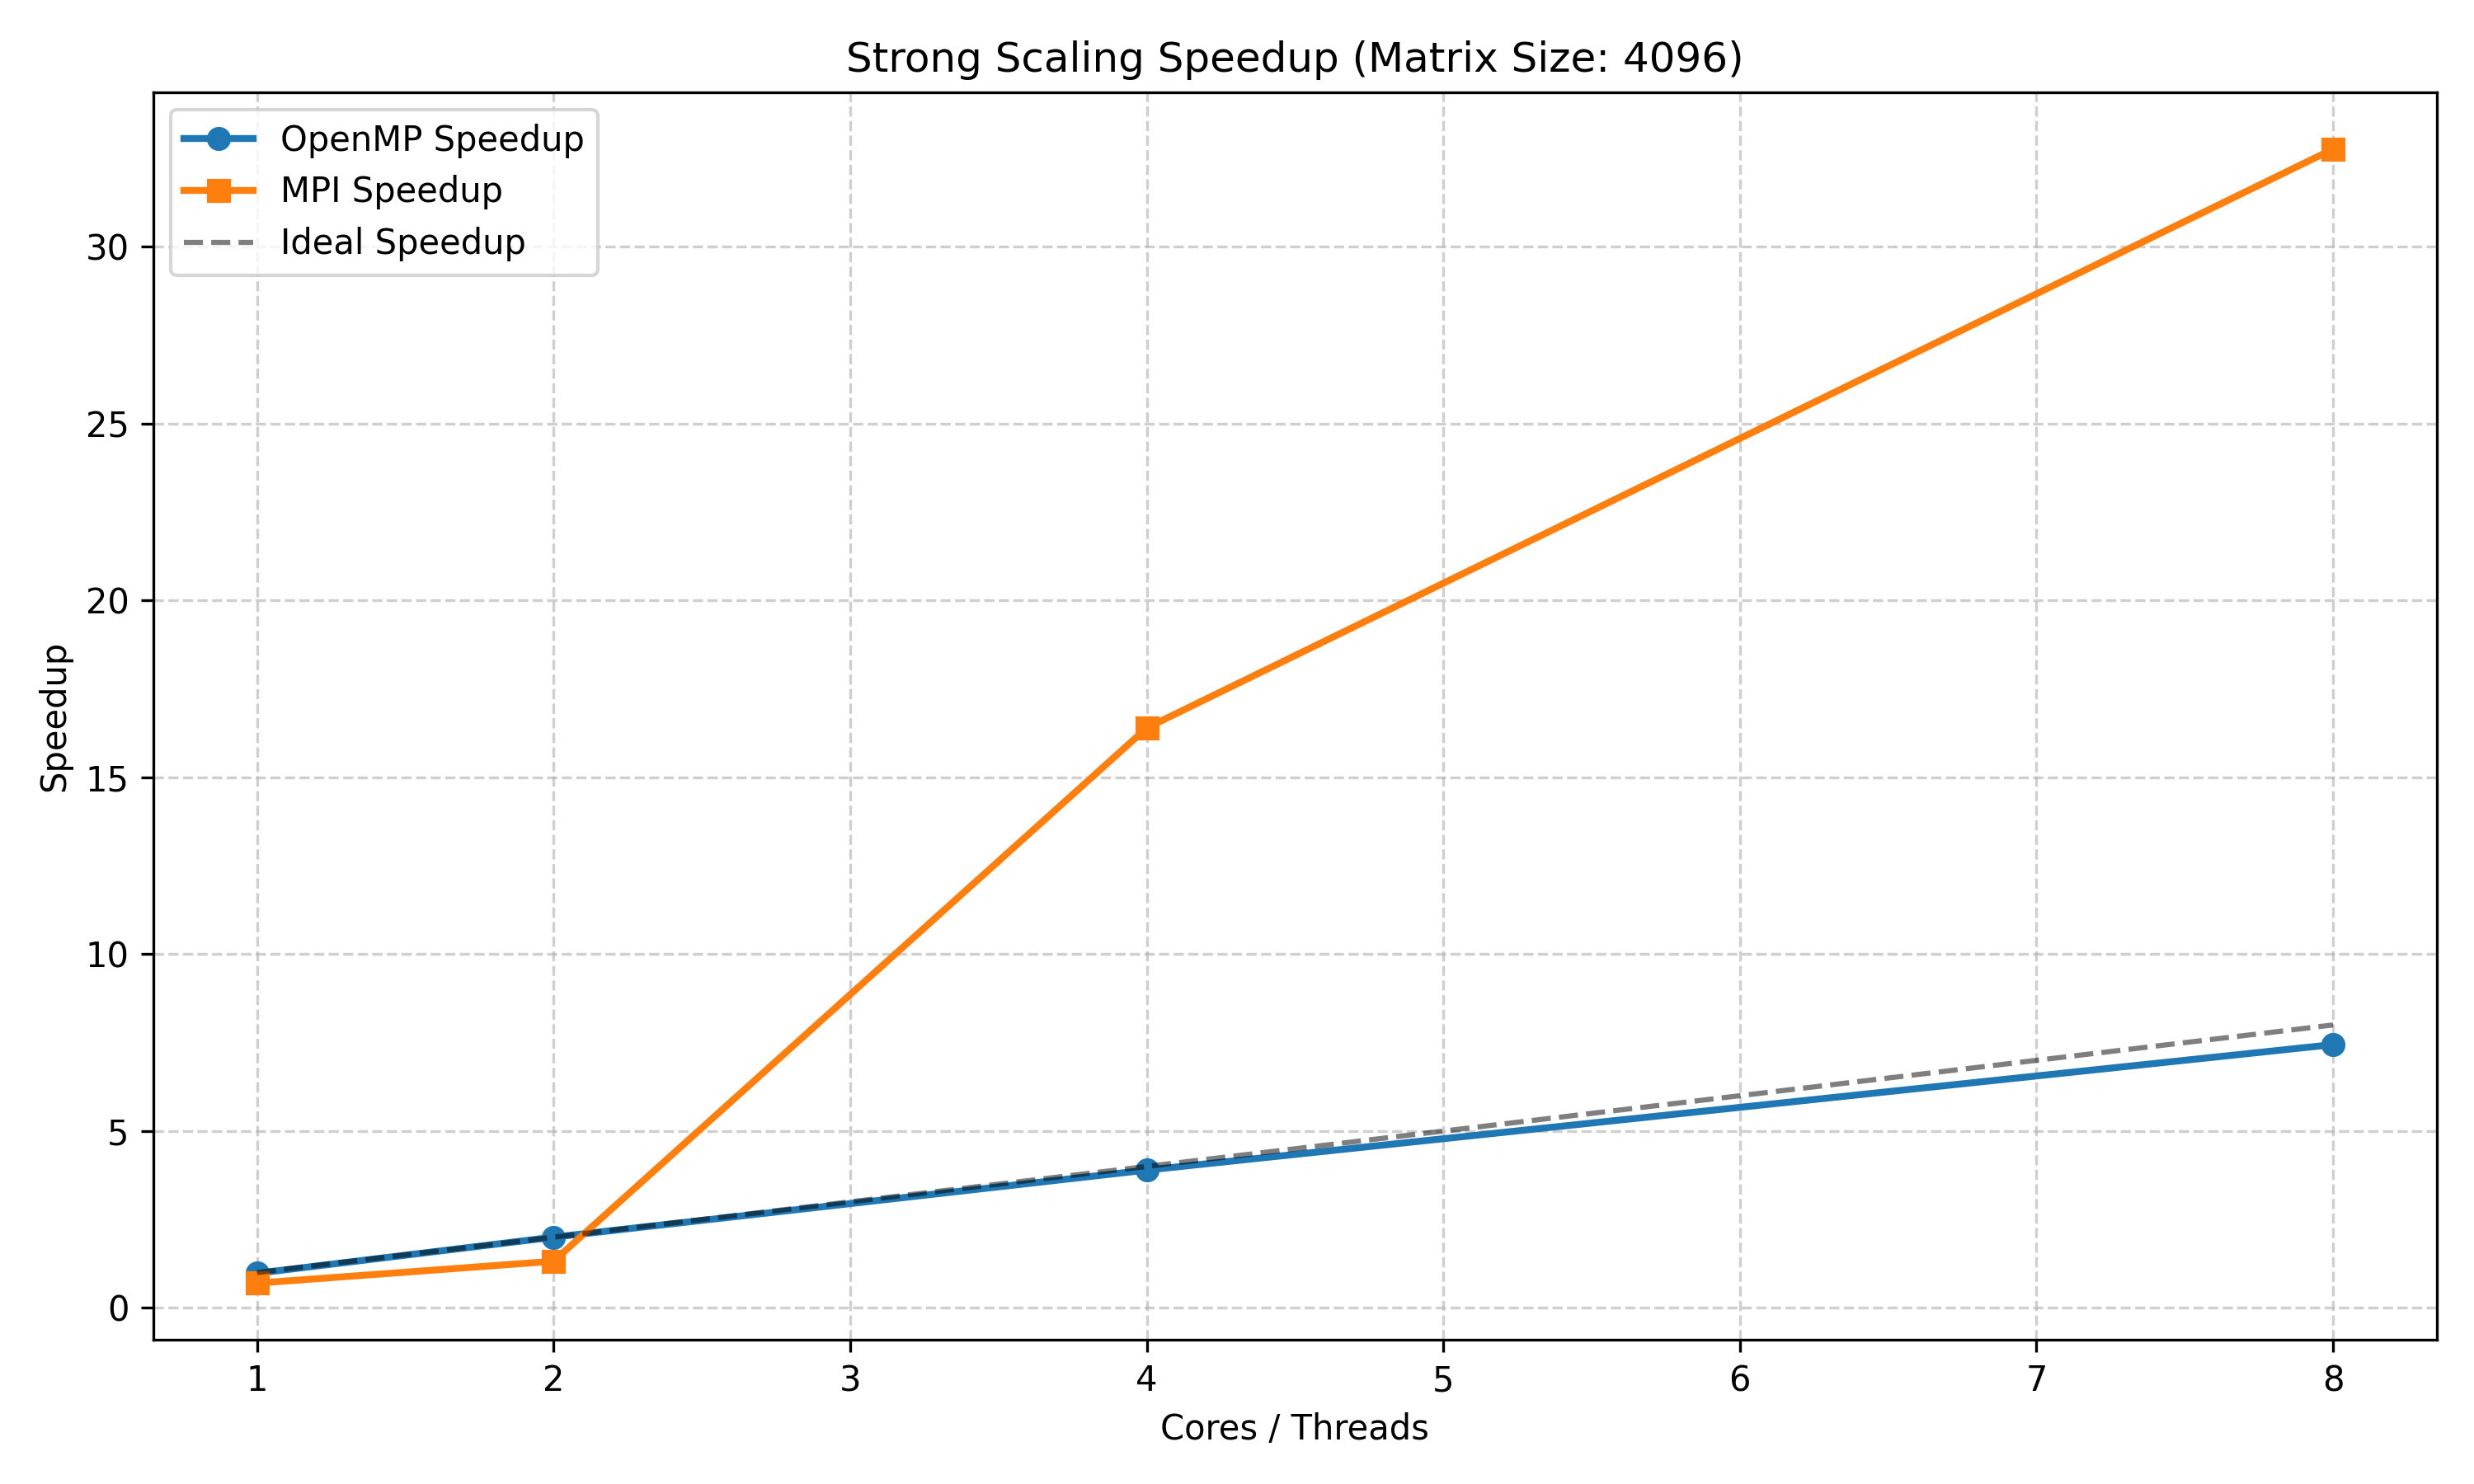 Strong Scaling Speedup (Matrix Size: 4096)
OpenMP Speedup
MPI Speedup
Ideal Speedup
30
25
20
15
10
5
0
Speedup
1 2 3 4 5 6 7 8
Cores / Threads